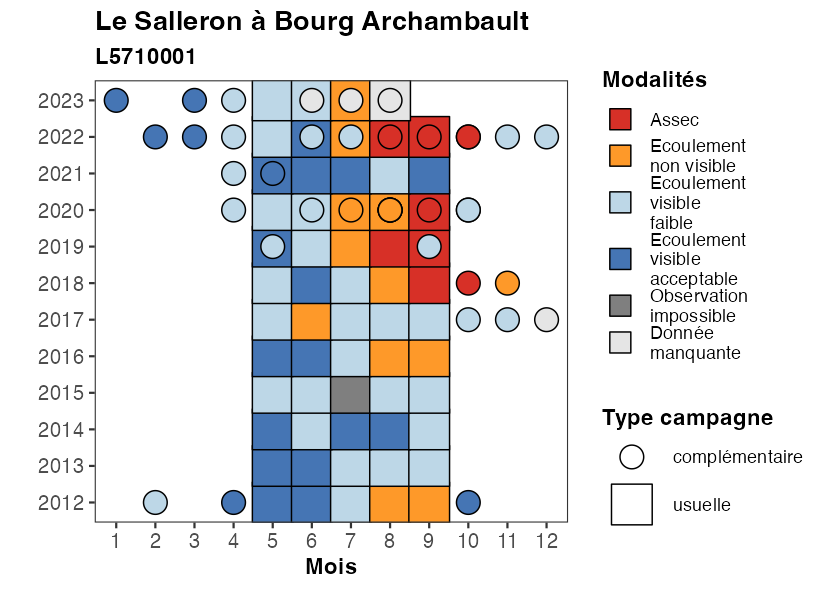 Le Salleron à Bourg Archambault
L5710001
2023
2022
2021
2020
2019
2018
2017
2016
2015
2014
2013
2012
1 2 3 4 5 6 7 8 9 10 11 12
Mois
Modalités
Assec
Ecoulement
non visible
Ecoulement
visible
faible
Ecoulement
visible
acceptable
Observation
impossible
Donnée
manquante
Type campagne
complémentaire
usuelle